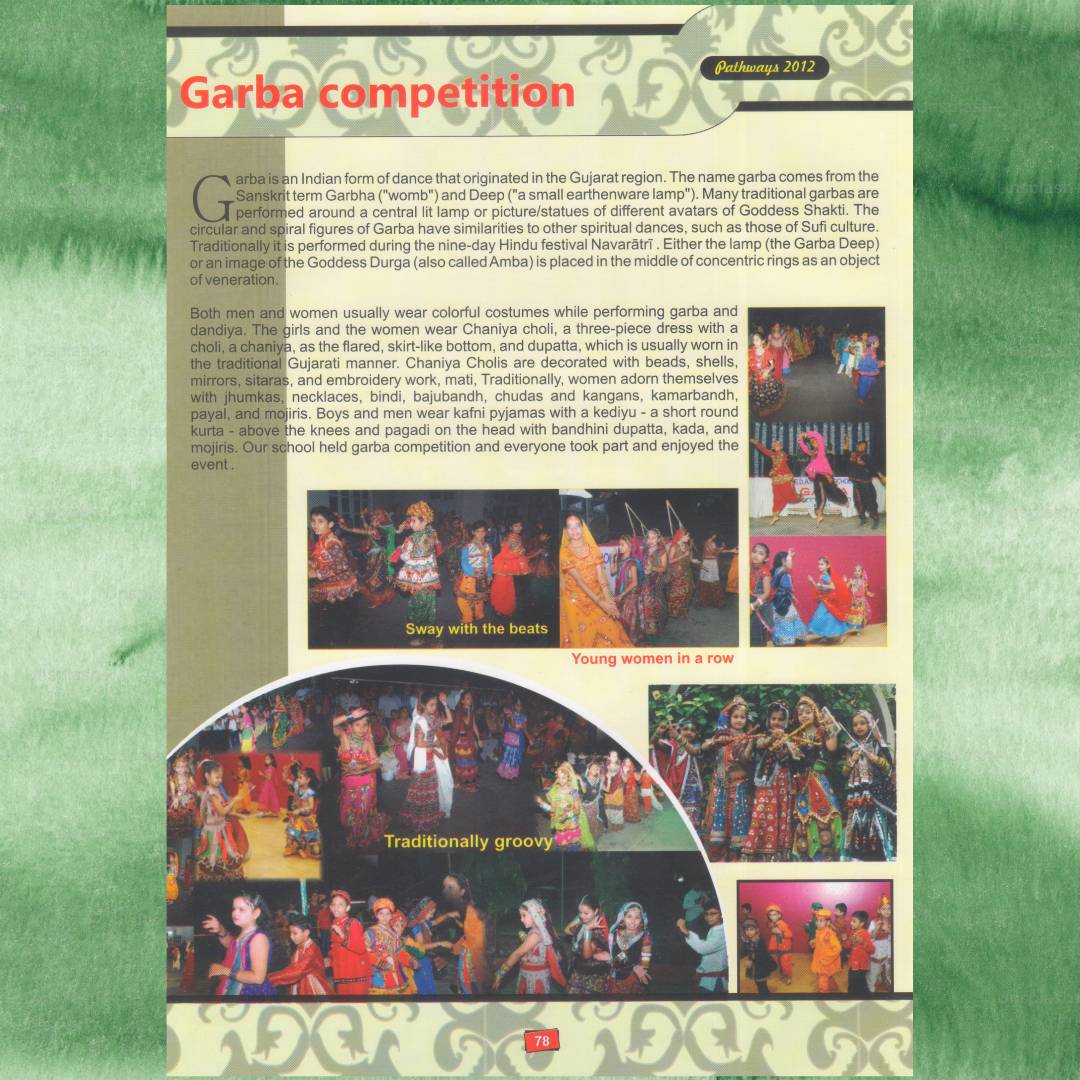 Pathways 2012
Garba competition
Garba is an Indian form of dance that originated in the Gujarat region. The name garba comes from the
Sanskrit term Garbha ("womb") and Deep ("a small earthenware lamp"). Many traditional garbas are
performed around a central lit lamp or picture/statues of different avatars of Goddess Shakti. The
circular and spiral figures of Garba have similarities to other spiritual dances, such as those of Sufi culture.
Traditionally it is performed during the nine-day Hindu festival Navarātrī . Either the lamp (the Garba Deep)
or an image of the Goddess Durga (also called Amba) is placed in the middle of concentric rings as an object
of veneration.
Both men and women usually wear colorful costumes while performing garba and
dandiya. The girls and the women wear Chaniya choli, a three-piece dress with a
choli, a chaniya, as the flared, skirt-like bottom, and dupatta, which is usually worn in
the traditional Gujarati manner. Chaniya Cholis are decorated with beads, shells,
mirrors, sitaras, and embroidery work, mati, Traditionally, women adorn themselves
with jhumkas, necklaces, bindi, bajubandh, chudas and kangans, kamarbandh,
payal, and mojiris. Boys and men wear kafni pyjamas with a kediyu - a short round
kurta - above the knees and pagadi on the head with bandhini dupatta, kada, and
mojiris. Our school held garba competition and everyone took part and enjoyed the
event .
Sway with the beats
Young women in a row
Traditionally groovy
78